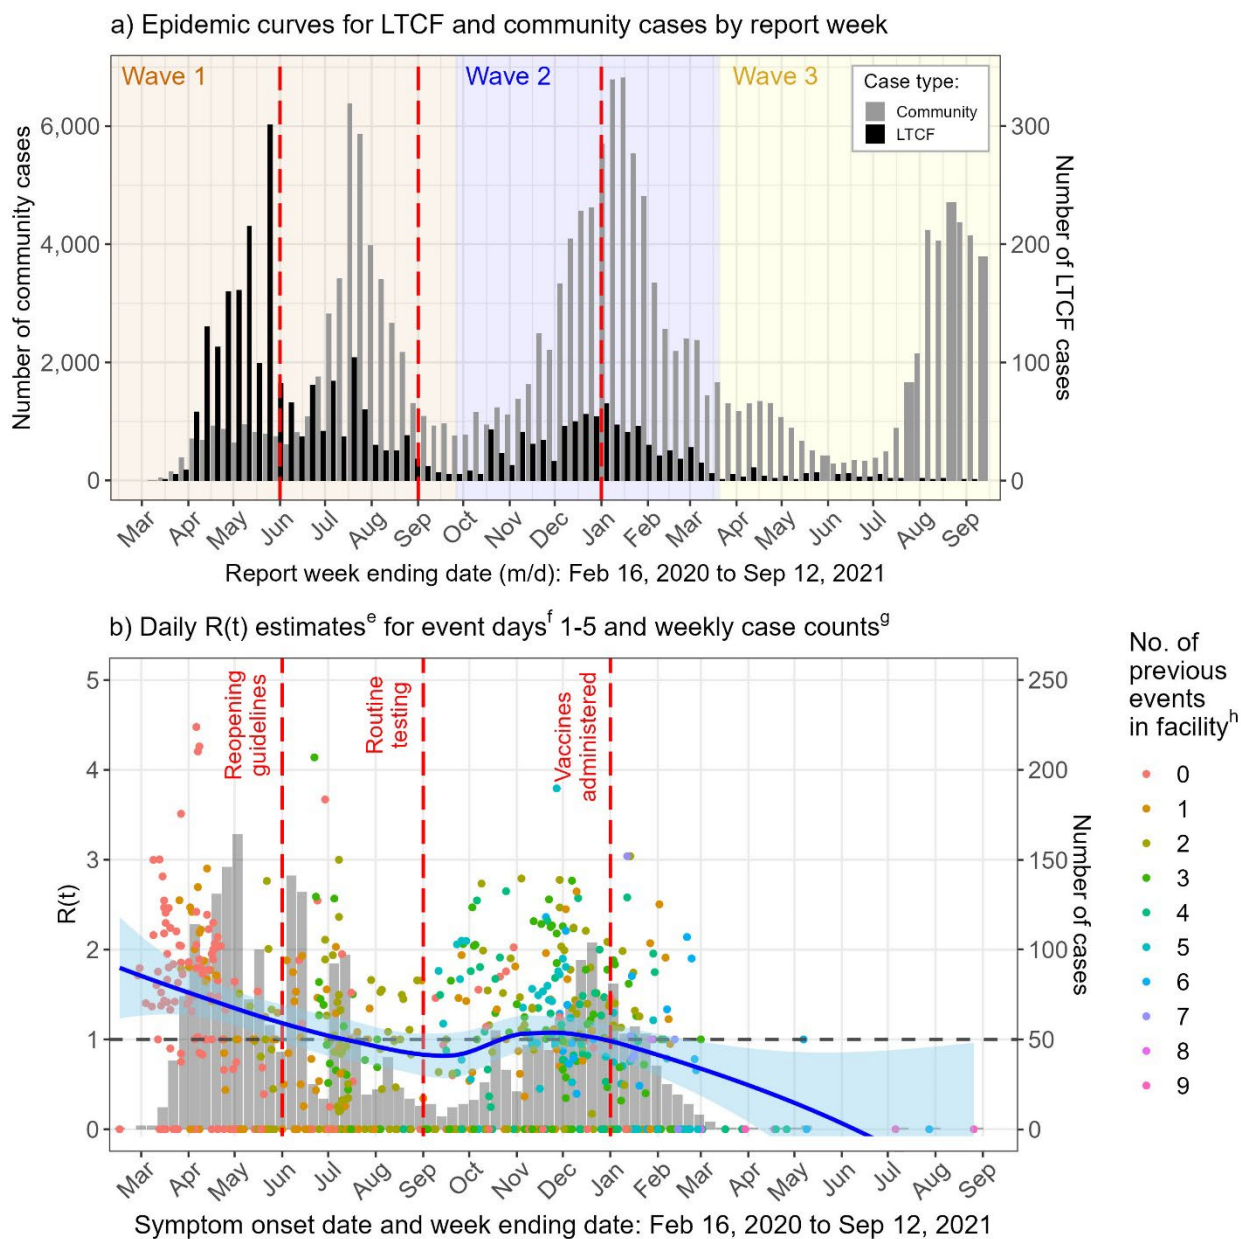 a) Epidemic curves for LTCF and community cases by report week
Wave 1
Wave 2
Wave 3
Case type:
Community
LTCF
Number of community cases
6,000
4,000
2,000
0
300
200
100
0
Number of LTCF cases
Mar Apr May Jun Jul Aug Sep Oct Nov Dec Jan Feb Mar Apr May Jun Jul Aug Sep
Report week ending date (m/d): Feb 16, 2020 to Sep 12, 2021
b) Daily R(t) estimatesᵉ for event daysᶠ 1-5 and weekly case countsᵍ
Reopening
guidelines
Routine
testing
Vaccines
administered
R(t)
5
4
3
2
1
0
250
200
150
100
50
0
Number of cases
Mar Apr May Jun Jul Aug Sep Oct Nov Dec Jan Feb Mar Apr May Jun Jul Aug Sep
Symptom onset date and week ending date: Feb 16, 2020 to Sep 12, 2021
No. of
previous
events
in facilityʰ
0
1
2
3
4
5
6
7
8
9